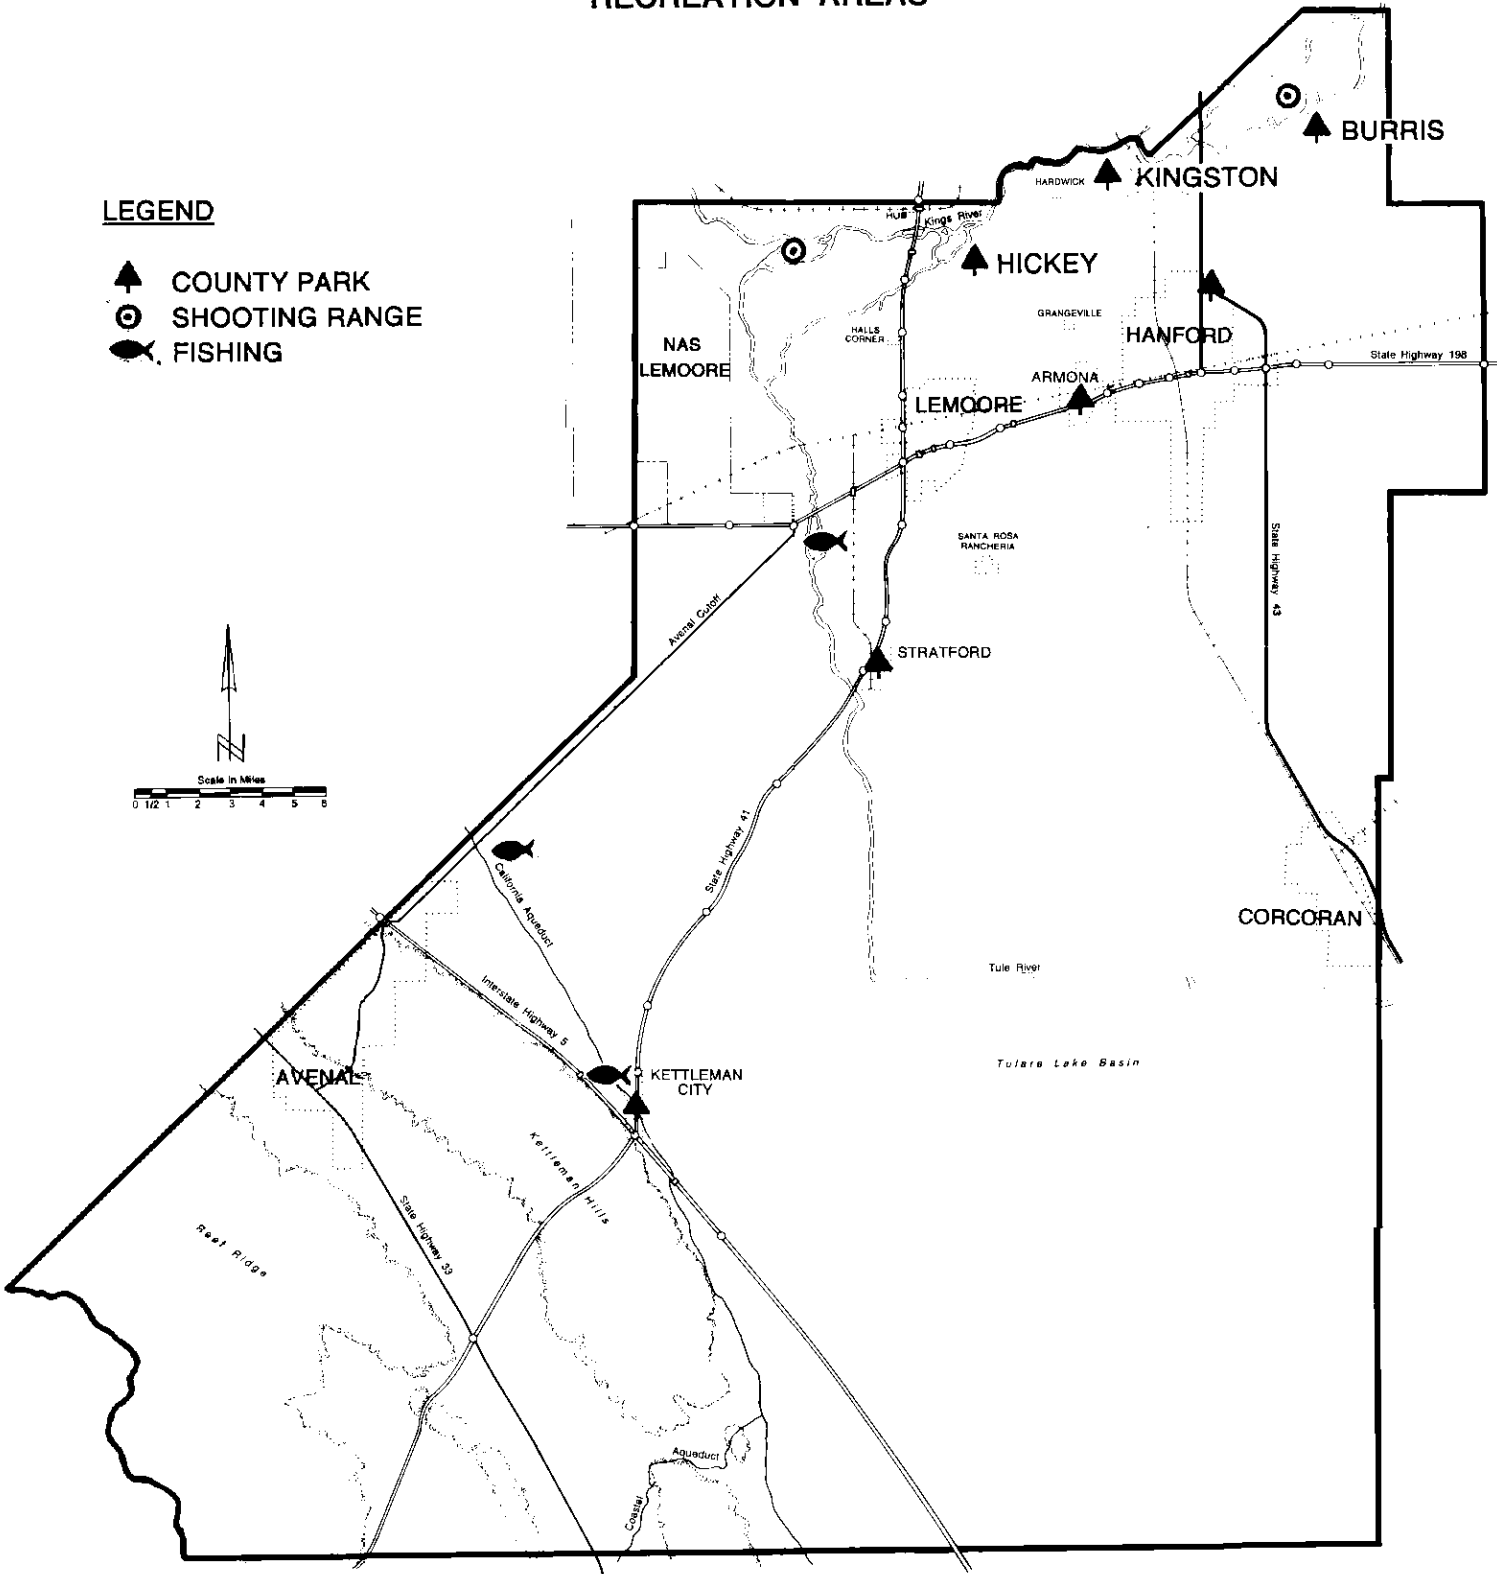 RECREATION AREAS
BURRIS
KINGSTON
HARDWICK
LEGEND
HUB
Kings River
HICKEY
COUNTY PARK
SHOOTING RANGE
FISHING
GRANGEVILLE
HALLS
CORNER
HANFORD
NAS
LEMOORE
State Highway 198
ARMONA
LEMOORE
SANTA ROSA
RANCHERIA
State Highway 43
Avenal Cutoff
STRATFORD
N
Scale in Miles
0 1/2 1 2 3 4 5 6
State Highway 41
California Aqueduct
CORCORAN
Tule River
Interstate Highway 5
Tulare Lake Basin
AVENAL
KETTLEMAN
CITY
Kettleman Hills
State Highway 33
Reef Ridge
Aqueduct
Coastal